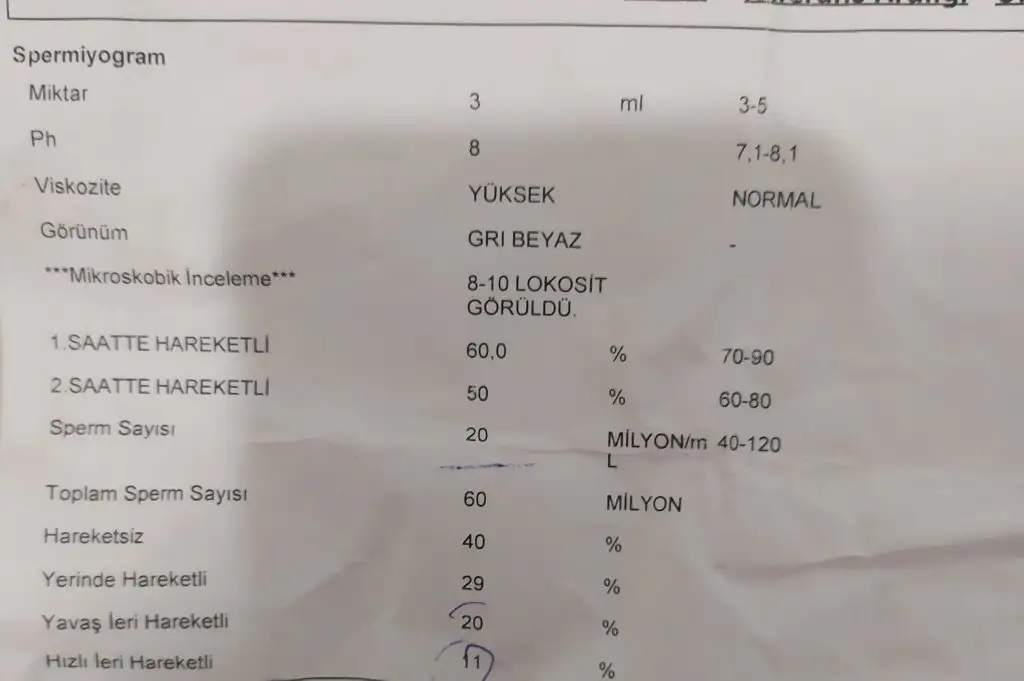 Spermiyogram
Miktar 3 ml 3-5
Ph 8 7,1-8,1
Viskozite YÜKSEK NORMAL
Görünüm GRI BEYAZ -
***Mikroskobik İnceleme*** 8-10 LOKOSİT
GÖRÜLDÜ.
1.SAATTE HAREKETLİ 60,0 % 70-90
2.SAATTE HAREKETLİ 50 % 60-80
Sperm Sayısı 20 MİLYON/m 40-120
L
Toplam Sperm Sayısı 60 MİLYON
Hareketsiz 40 %
Yerinde Hareketli 29 %
Yavaş İleri Hareketli 20 %
Hızlı İleri Hareketli 11 %